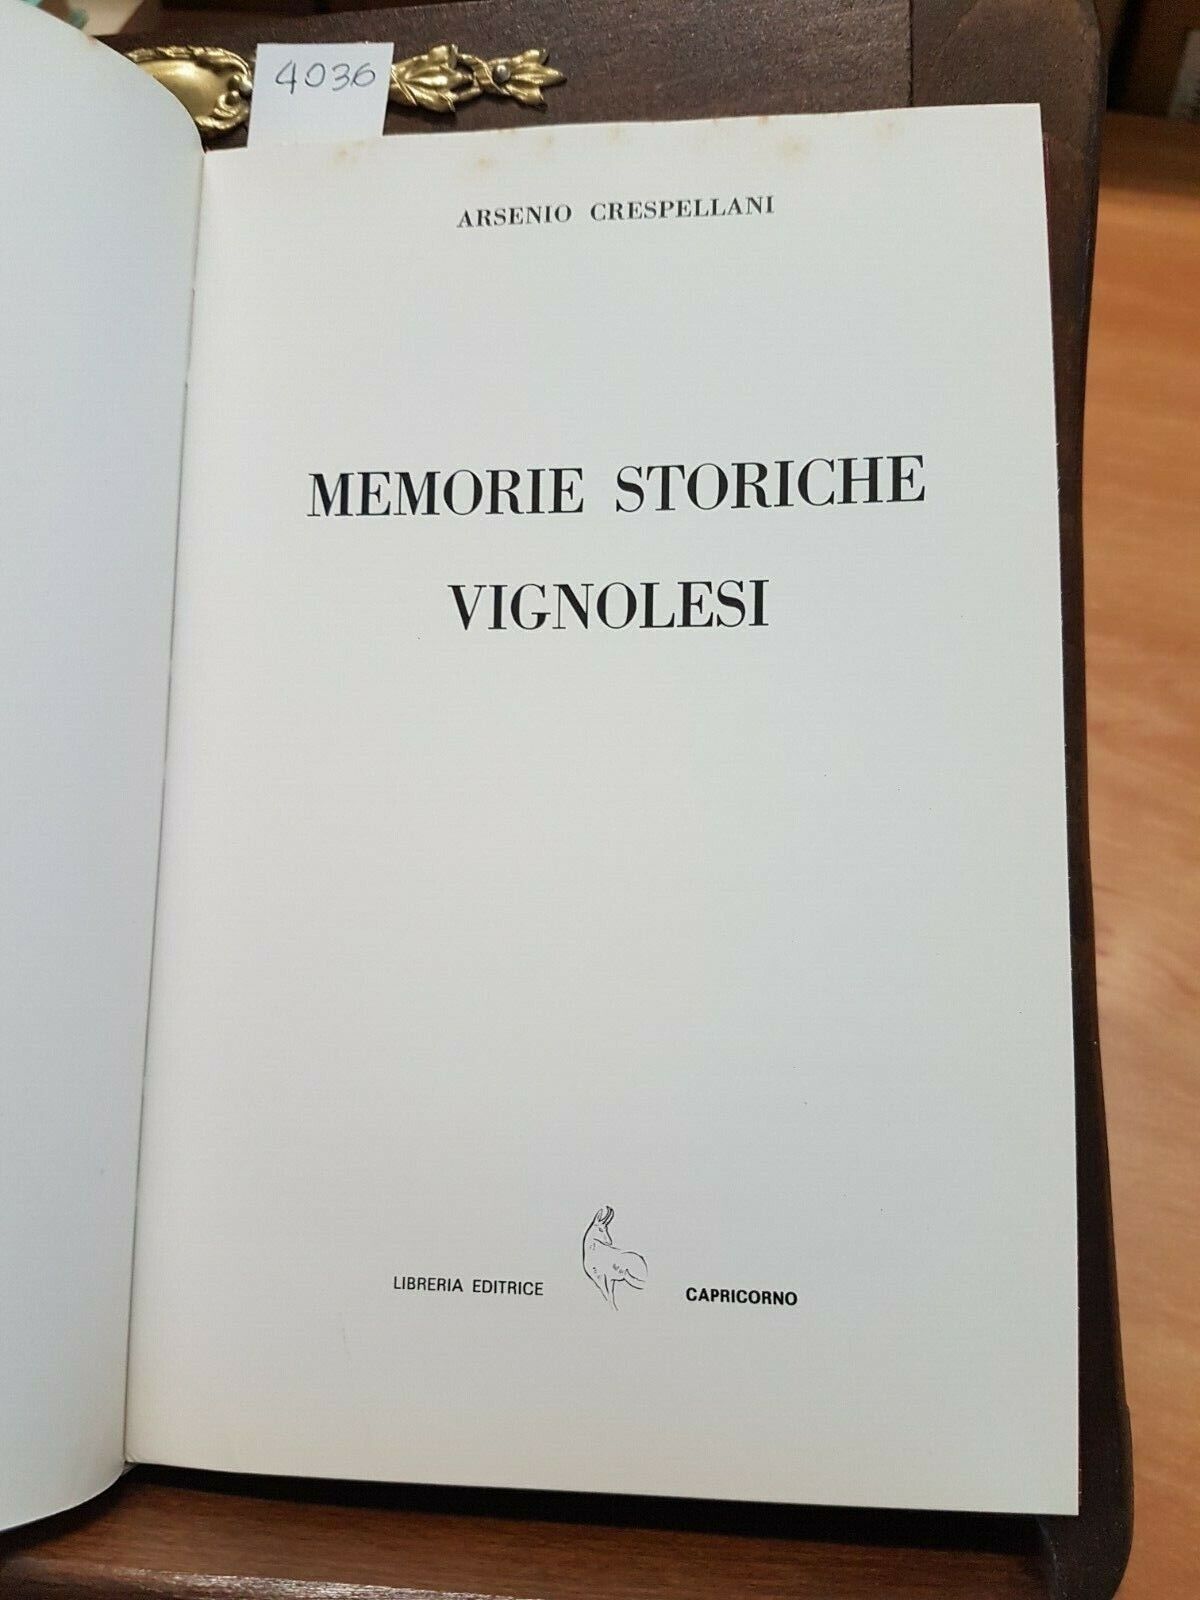 4036
ARSENIO CRESPELLANI
MEMORIE STORICHE
VIGNOLESI
LIBRERIA EDITRICE CAPRICORNO